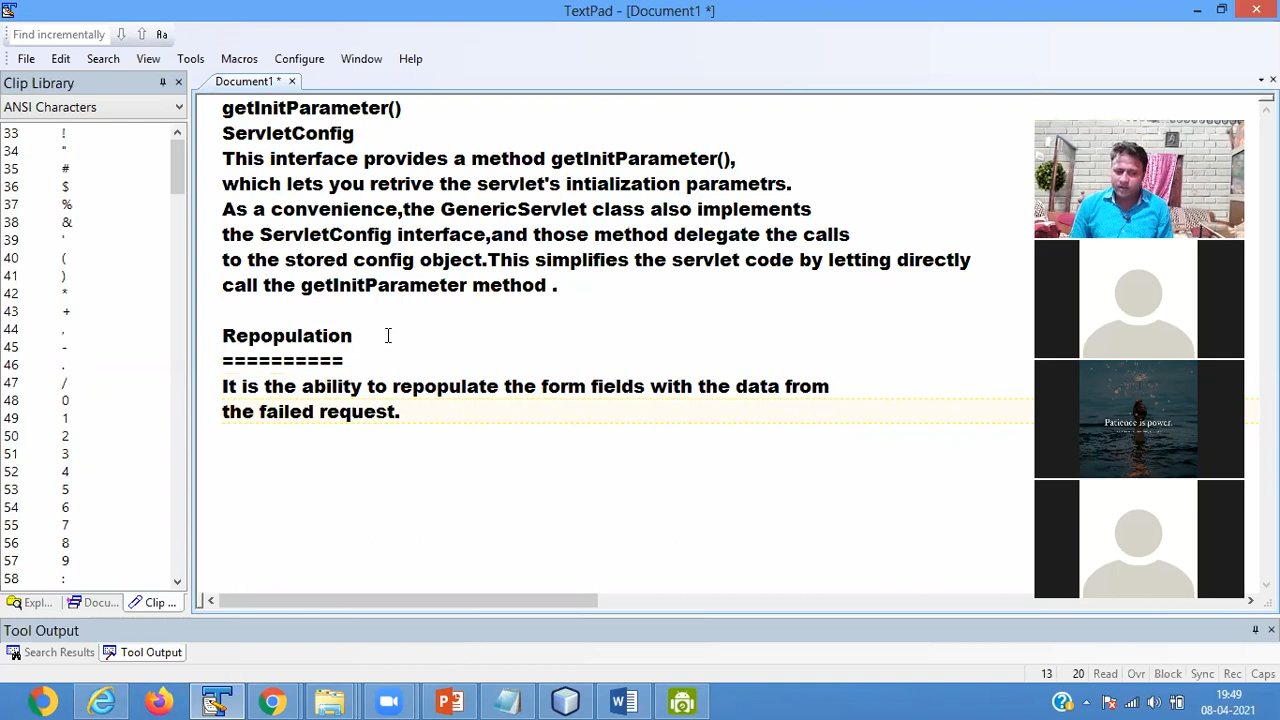 TextPad - [Document1 *]
Find incrementally
Aa
File Edit Search View Tools Macros Configure Window Help
Clip Library
Document1 *
ANSI Characters
33 !
34 "
35 #
36 $
37 %
38 &
39 '
40 (
41 )
42 *
43 +
44 ,
45 -
46 .
47 /
48 0
49 1
50 2
51 3
52 4
53 5
54 6
55 7
56 8
57 9
58 :
getInitParameter()
ServletConfig
This interface provides a method getInitParameter(),
which lets you retrive the servlet's intialization parametrs.
As a convenience,the GenericServlet class also implements
the ServletConfig interface,and those method delegate the calls
to the stored config object.This simplifies the servlet code by letting directly
call the getInitParameter method .
Repopulation
==========
It is the ability to repopulate the form fields with the data from
the failed request.
Patience is power.
Expl... Docu... Clip ...
Tool Output
Search Results Tool Output
13 20 Read Ovr Block Sync Rec Caps
19:49
08-04-2021